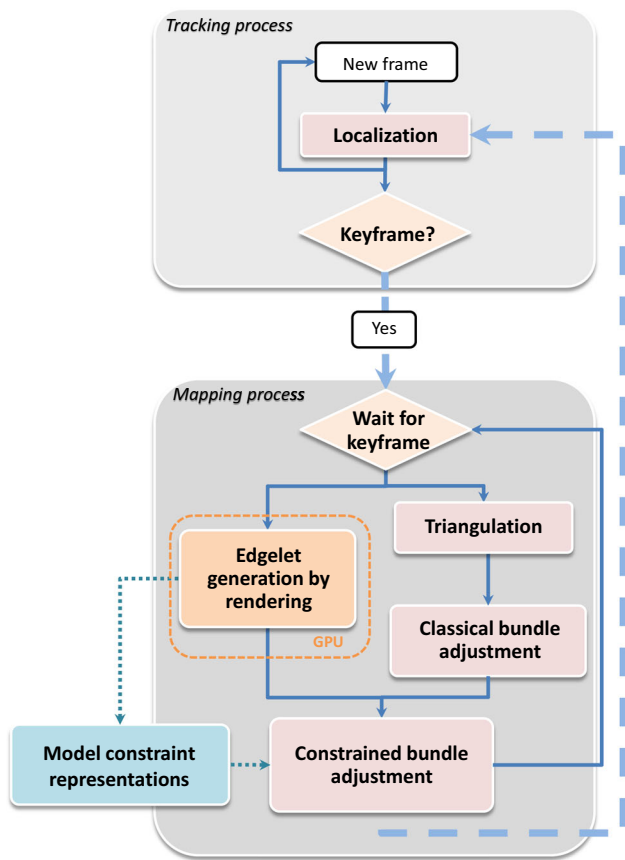 Tracking process
New frame
Localization
Keyframe?
Yes
Mapping process
Wait for
keyframe
Edgelet
generation by
rendering
GPU
Triangulation
Classical bundle
adjustment
Model constraint
representations
Constrained bundle
adjustment